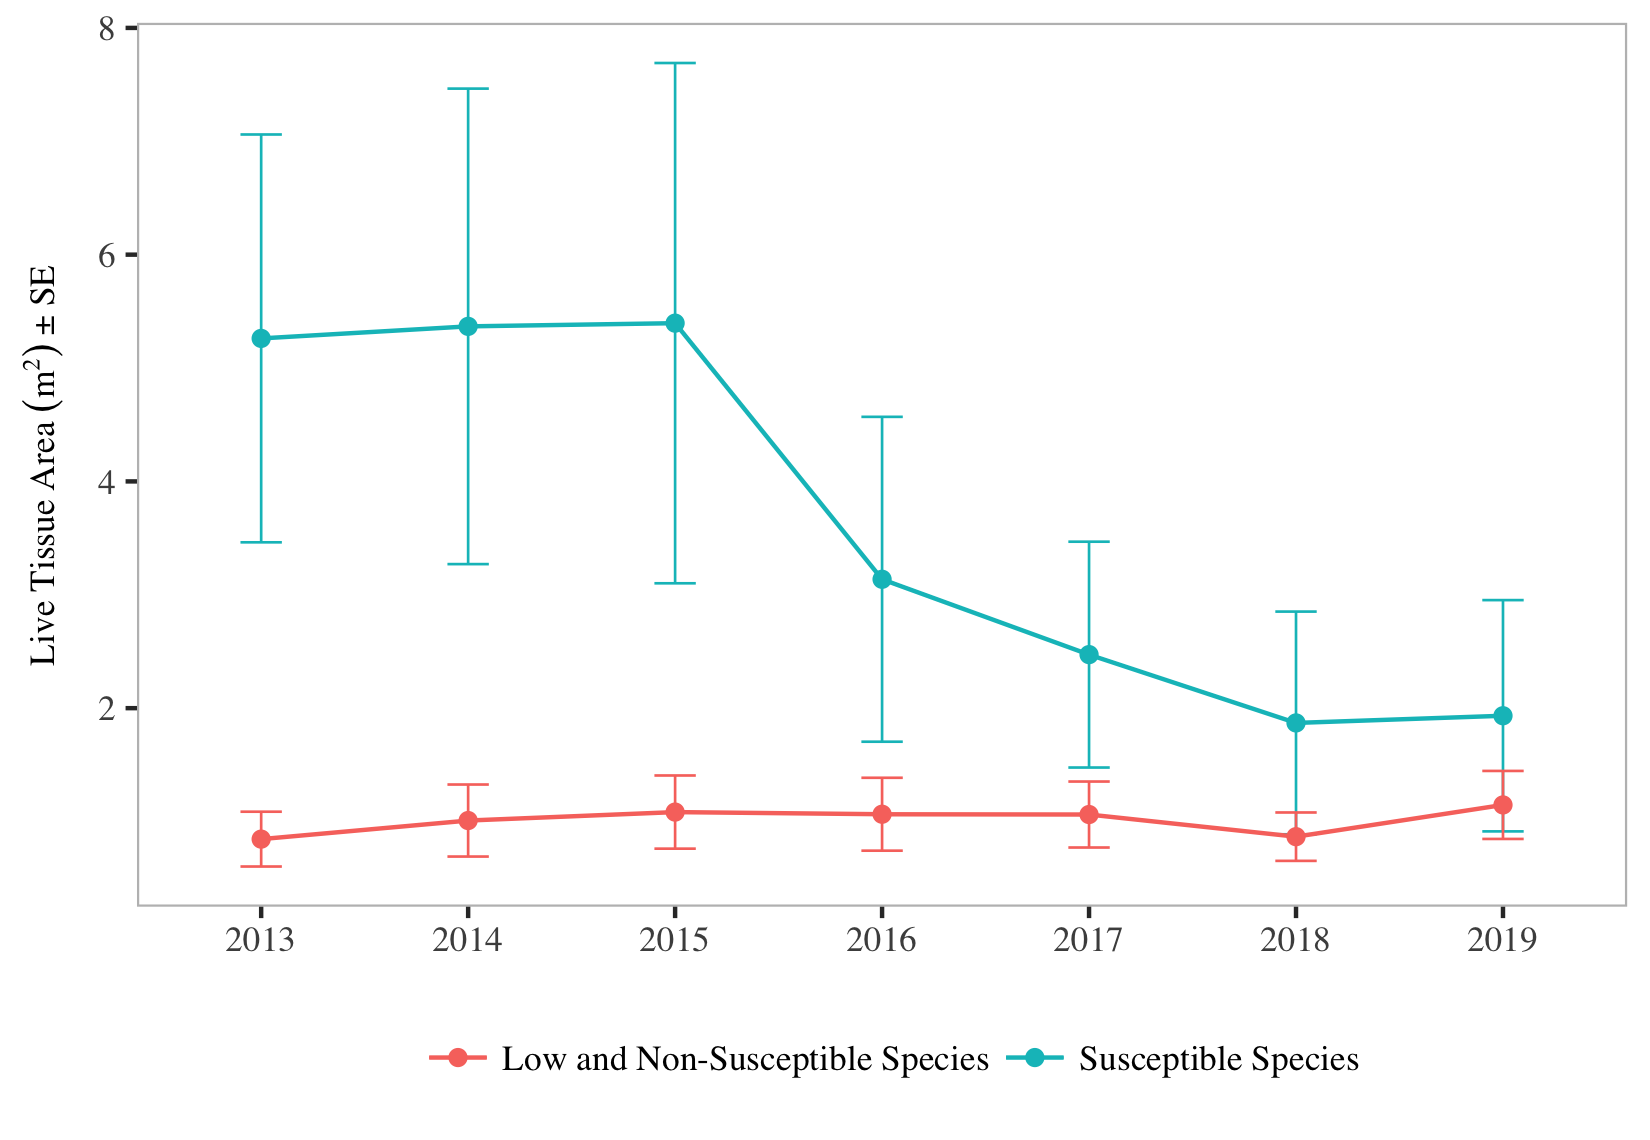 8
6
4
2
Live Tissue Area (m²) ± SE
2013 2014 2015 2016 2017 2018 2019
Low and Non-Susceptible Species Susceptible Species